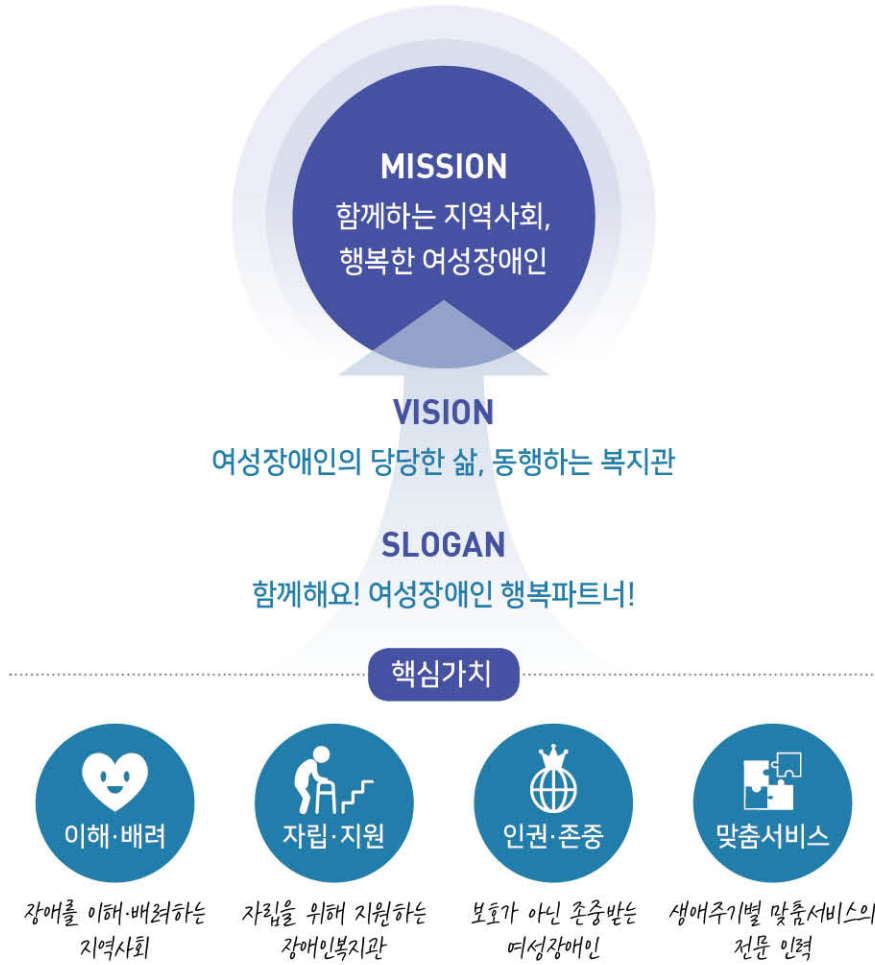 MISSION
함께하는 지역사회,
행복한 여성장애인
VISION
여성장애인의 당당한 삶, 동행하는 복지관
SLOGAN
함께해요! 여성장애인 행복파트너!
핵심가치
이해·배려
장애를 이해·배려하는
지역사회
자립·지원
자립을 위해 지원하는
장애인복지관
인권·존중
보호가 아닌 존중받는
여성장애인
맞춤서비스
생애주기별 맞춤서비스의
전문 인력